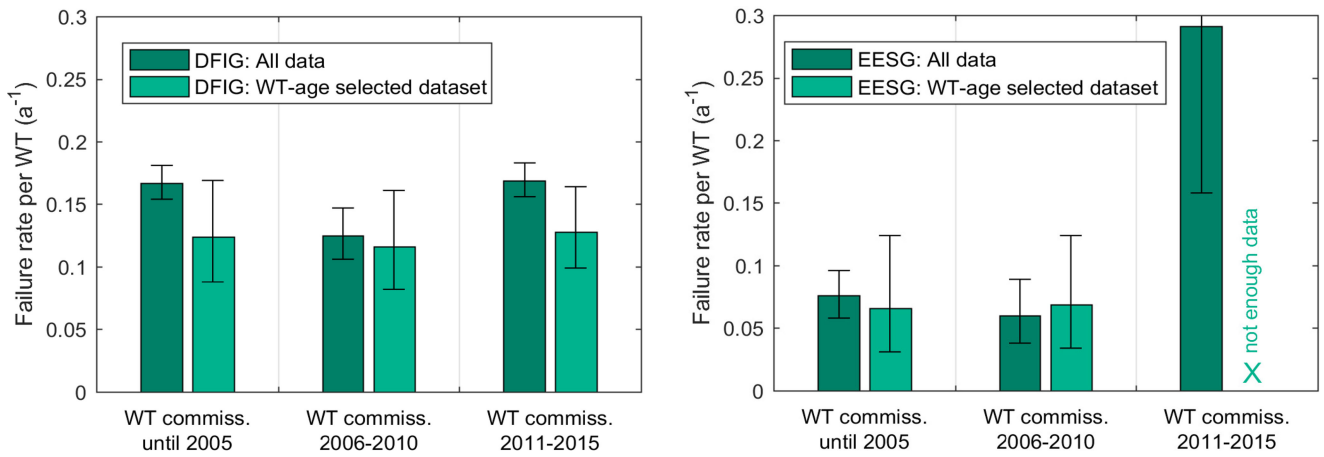 0.3
0.25
0.2
0.15
0.1
0.05
0
Failure rate per WT (a⁻¹)
DFIG: All data
DFIG: WT-age selected dataset
WT commiss.
until 2005
WT commiss.
2006-2010
WT commiss.
2011-2015
0.3
0.25
0.2
0.15
0.1
0.05
0
Failure rate per WT (a⁻¹)
EESG: All data
EESG: WT-age selected dataset
X not enough data
WT commiss.
until 2005
WT commiss.
2006-2010
WT commiss.
2011-2015